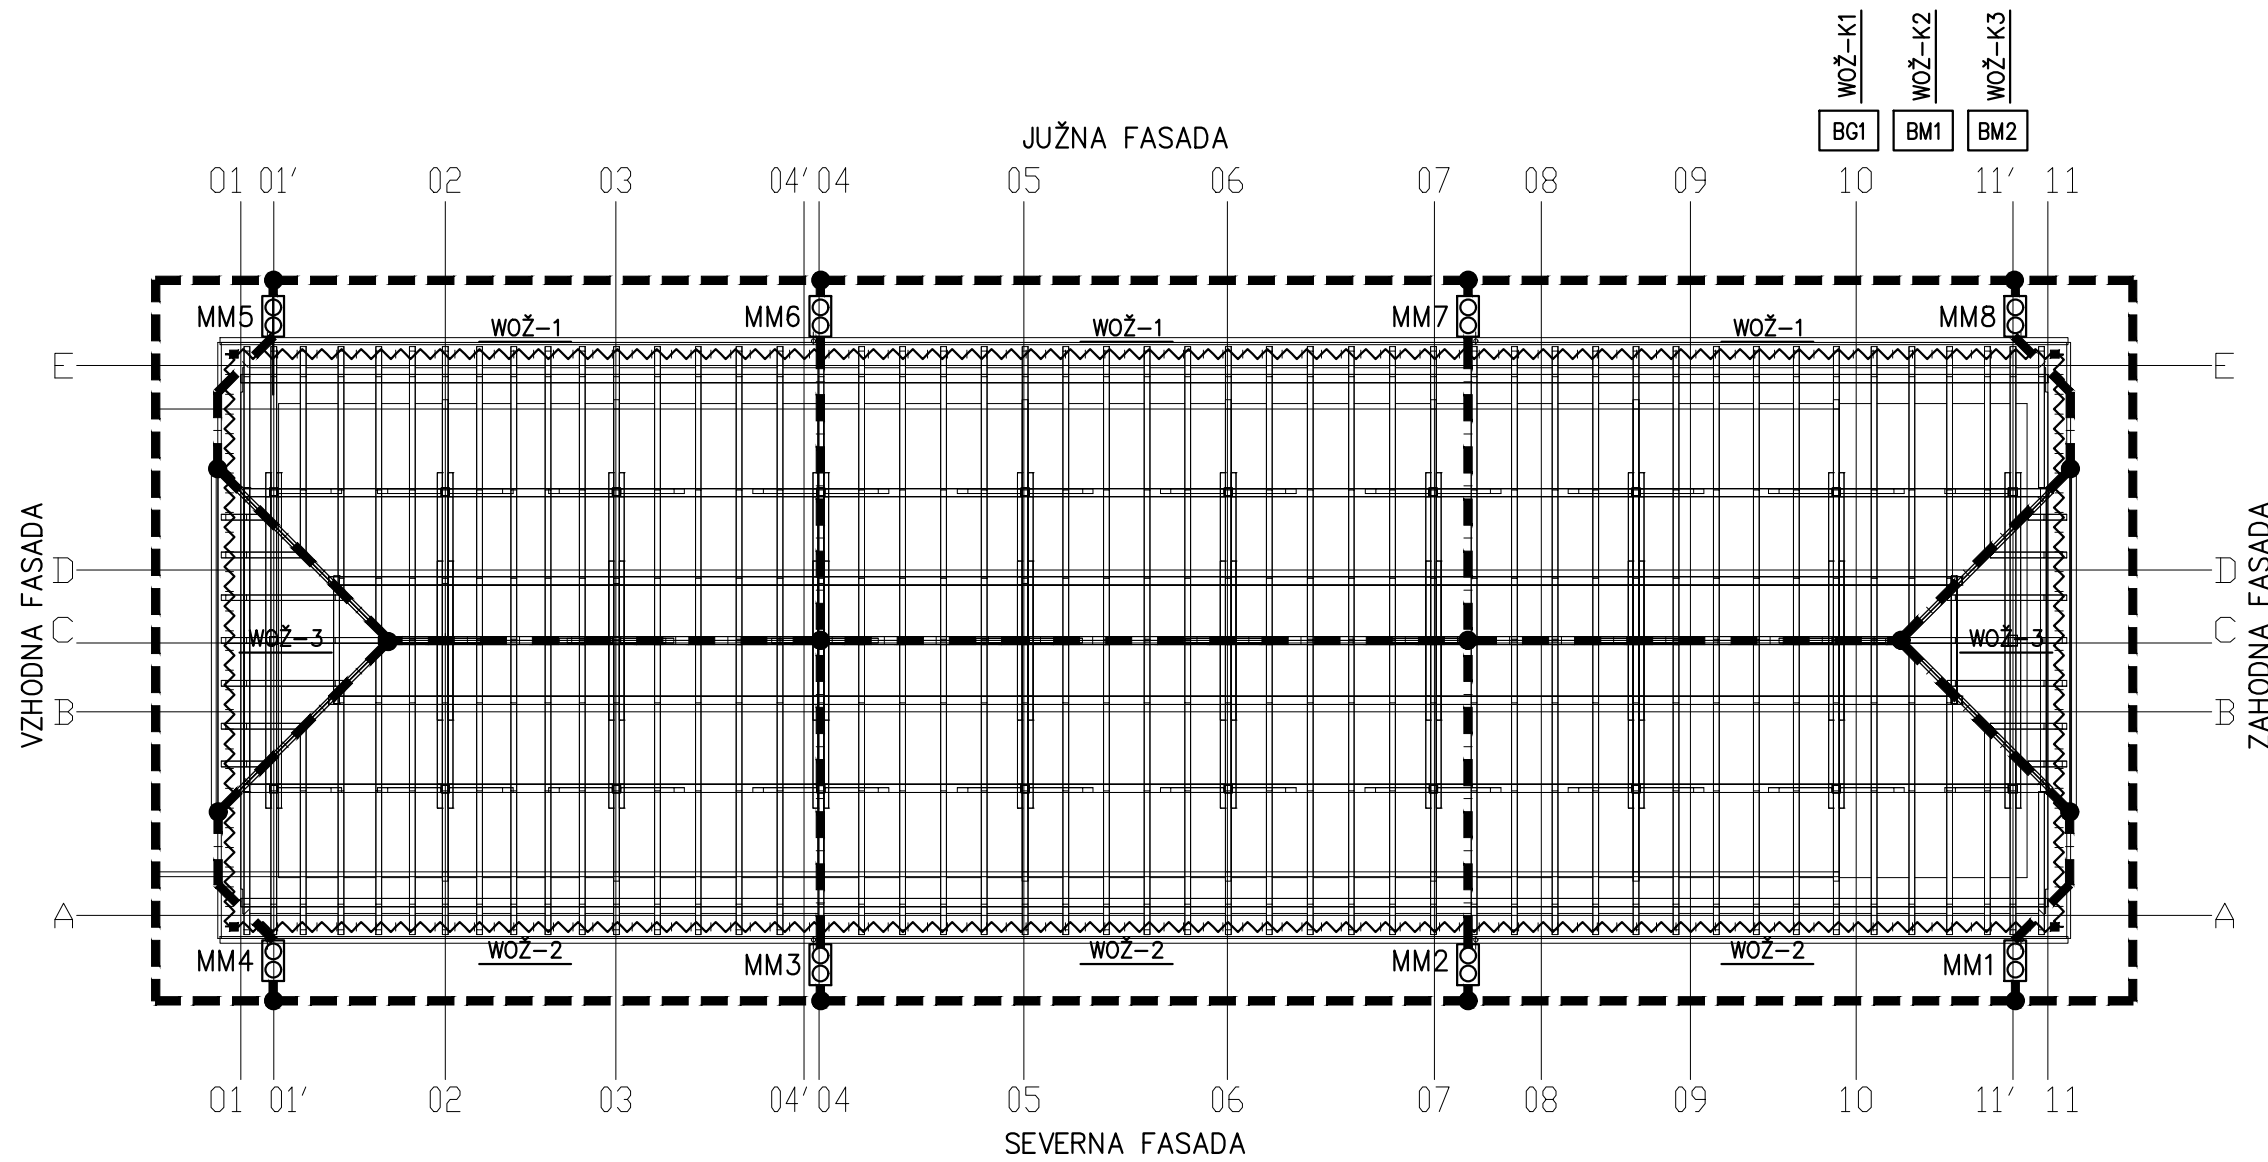 WOŽ-K1
WOŽ-K2
WOŽ-K3
BG1
BM1
BM2
JUŽNA FASADA
01 01' 02 03 04' 04 05 06 07 08 09 10 11' 11
MM5
MM6
MM7
MM8
WOŽ-1
WOŽ-1
WOŽ-1
E
E
VZHODNA FASADA
ZAHODNA FASADA
D
D
C
C
WOŽ-3
WOŽ-3
B
B
A
A
MM4
WOŽ-2
MM3
WOŽ-2
MM2
WOŽ-2
MM1
01 01' 02 03 04' 04 05 06 07 08 09 10 11' 11
SEVERNA FASADA